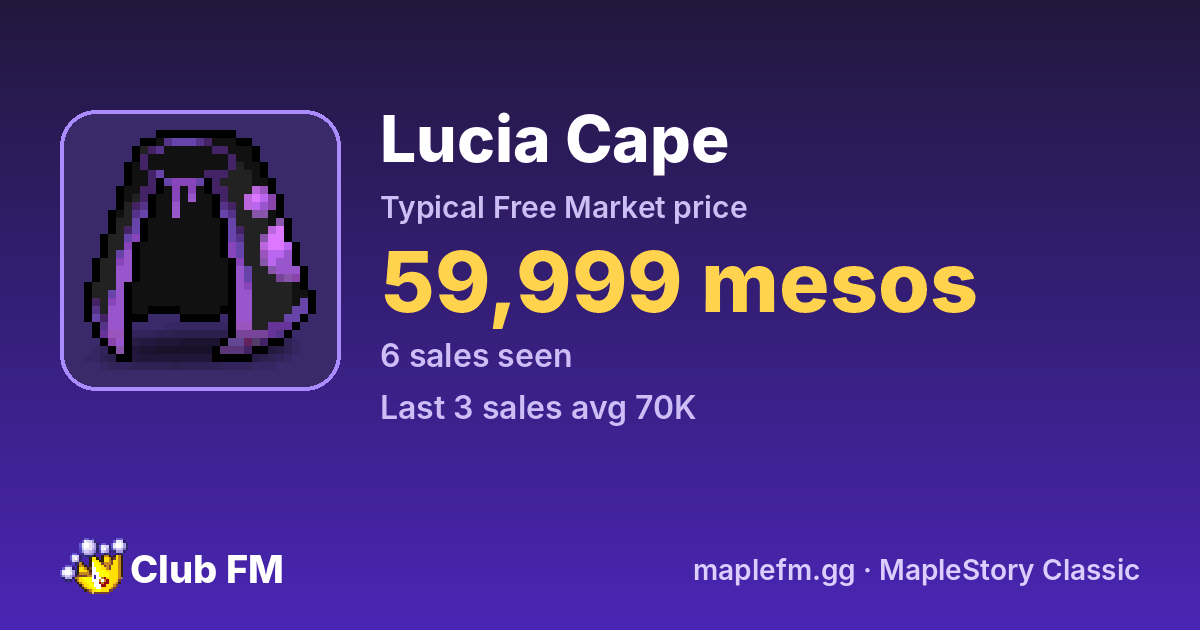 Lucia Cape
Typical Free Market price
59,999 mesos
6 sales seen
Last 3 sales avg 70K
Club FM
maplefm.gg · MapleStory Classic